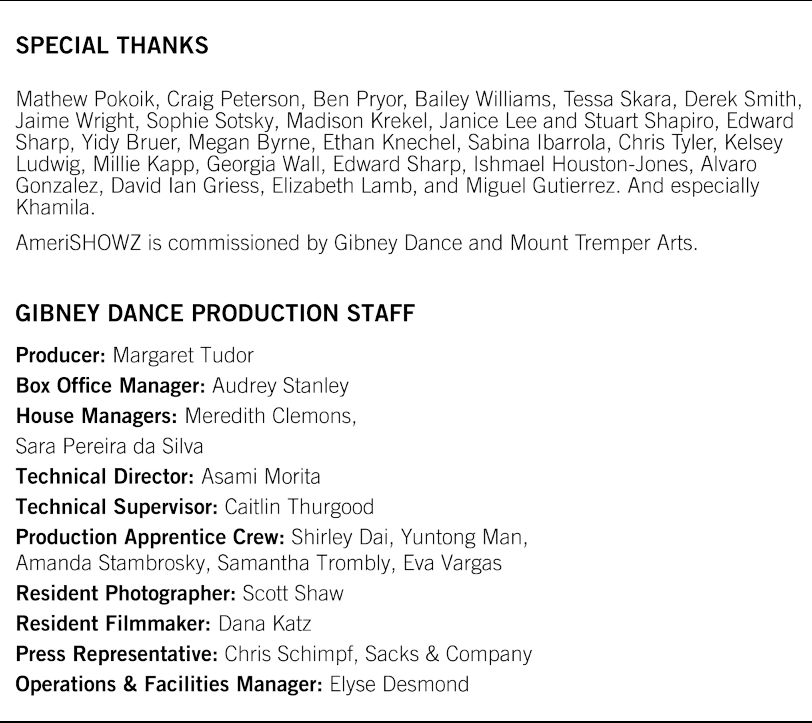 SPECIAL THANKS
Mathew Pokoik, Craig Peterson, Ben Pryor, Bailey Williams, Tessa Skara, Derek Smith,
Jaime Wright, Sophie Sotsky, Madison Krekel, Janice Lee and Stuart Shapiro, Edward
Sharp, Yidy Bruer, Megan Byrne, Ethan Knechel, Sabina Ibarrola, Chris Tyler, Kelsey
Ludwig, Millie Kapp, Georgia Wall, Edward Sharp, Ishmael Houston-Jones, Alvaro
Gonzalez, David Ian Griess, Elizabeth Lamb, and Miguel Gutierrez. And especially
Khamila.
AmeriSHOWZ is commissioned by Gibney Dance and Mount Tremper Arts.
GIBNEY DANCE PRODUCTION STAFF
Producer: Margaret Tudor
Box Office Manager: Audrey Stanley
House Managers: Meredith Clemons,
Sara Pereira da Silva
Technical Director: Asami Morita
Technical Supervisor: Caitlin Thurgood
Production Apprentice Crew: Shirley Dai, Yuntong Man,
Amanda Stambrosky, Samantha Trombly, Eva Vargas
Resident Photographer: Scott Shaw
Resident Filmmaker: Dana Katz
Press Representative: Chris Schimpf, Sacks & Company
Operations & Facilities Manager: Elyse Desmond